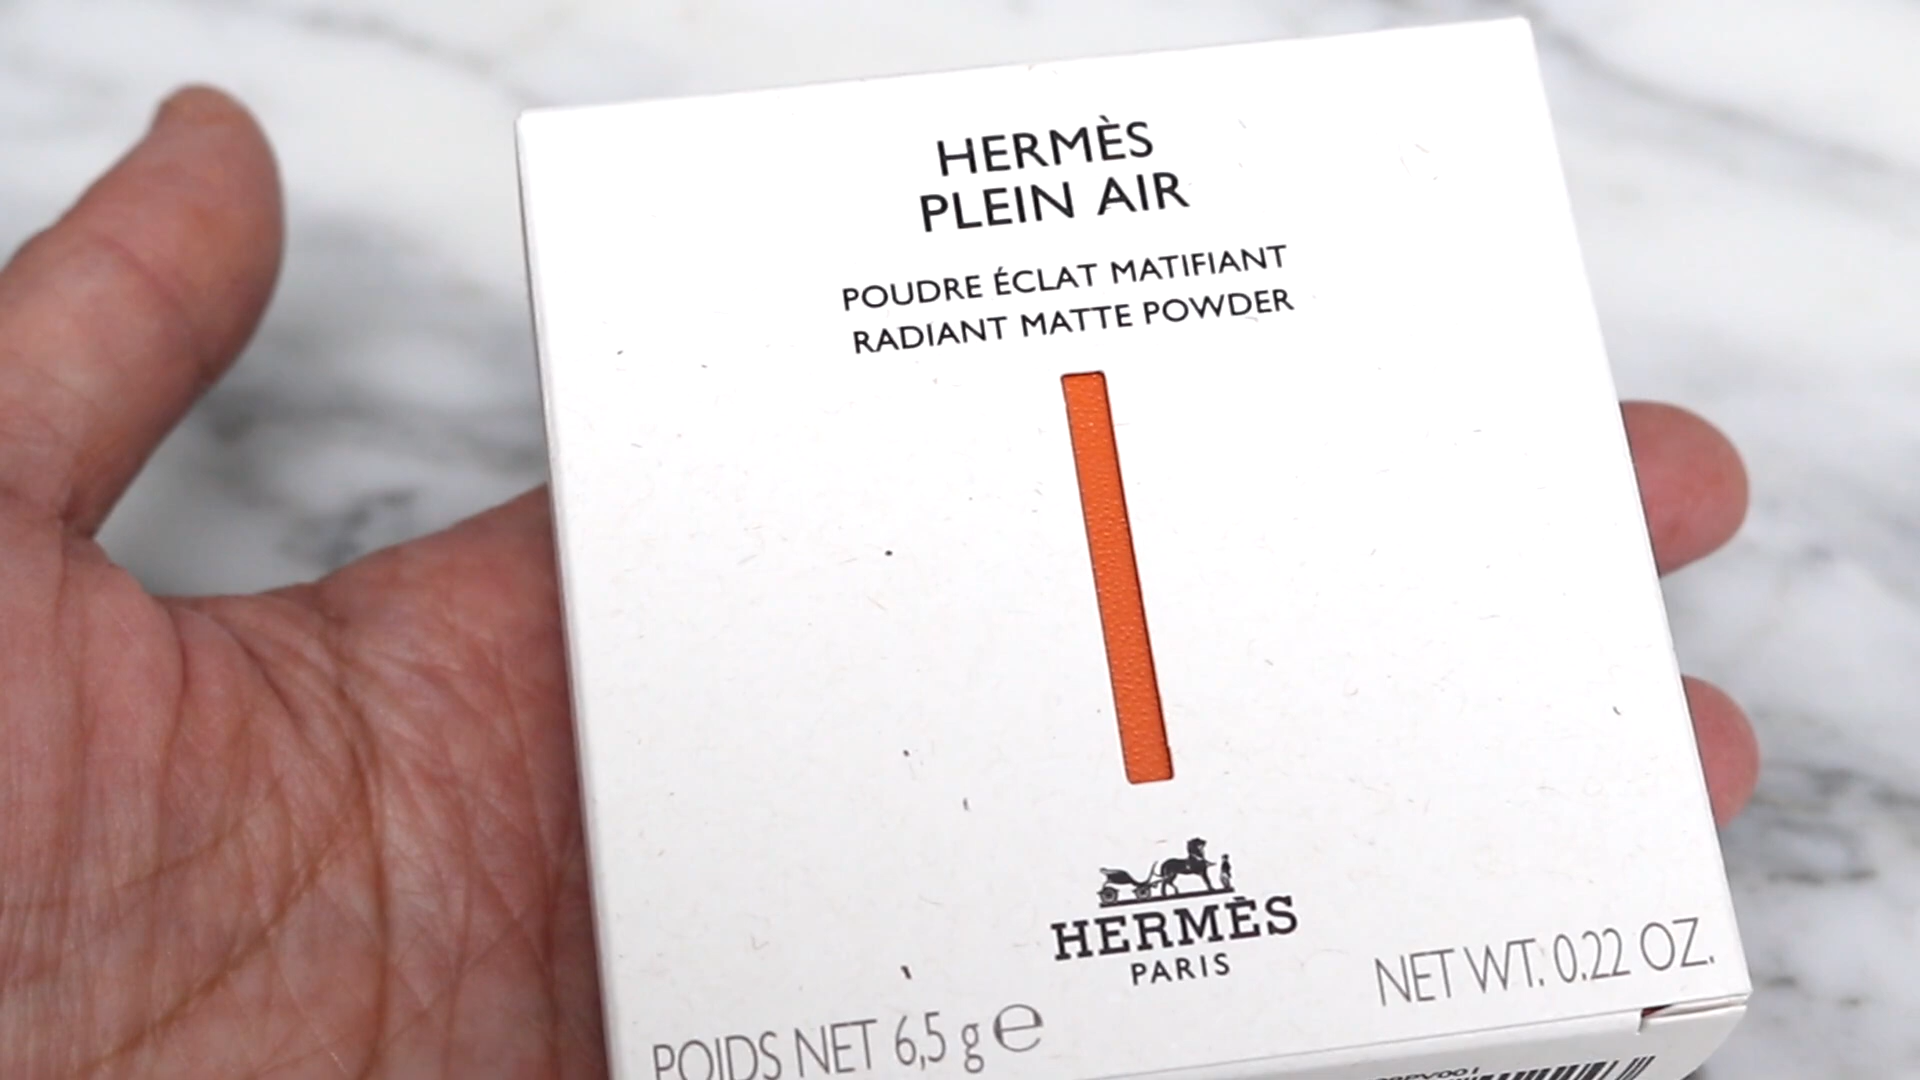 HERMÈS
PLEIN AIR
POUDRE ÉCLAT MATIFIANT
RADIANT MATTE POWDER
HERMÈS
PARIS
POIDS NET 6,5 g ℮
NET WT. 0.22 OZ.